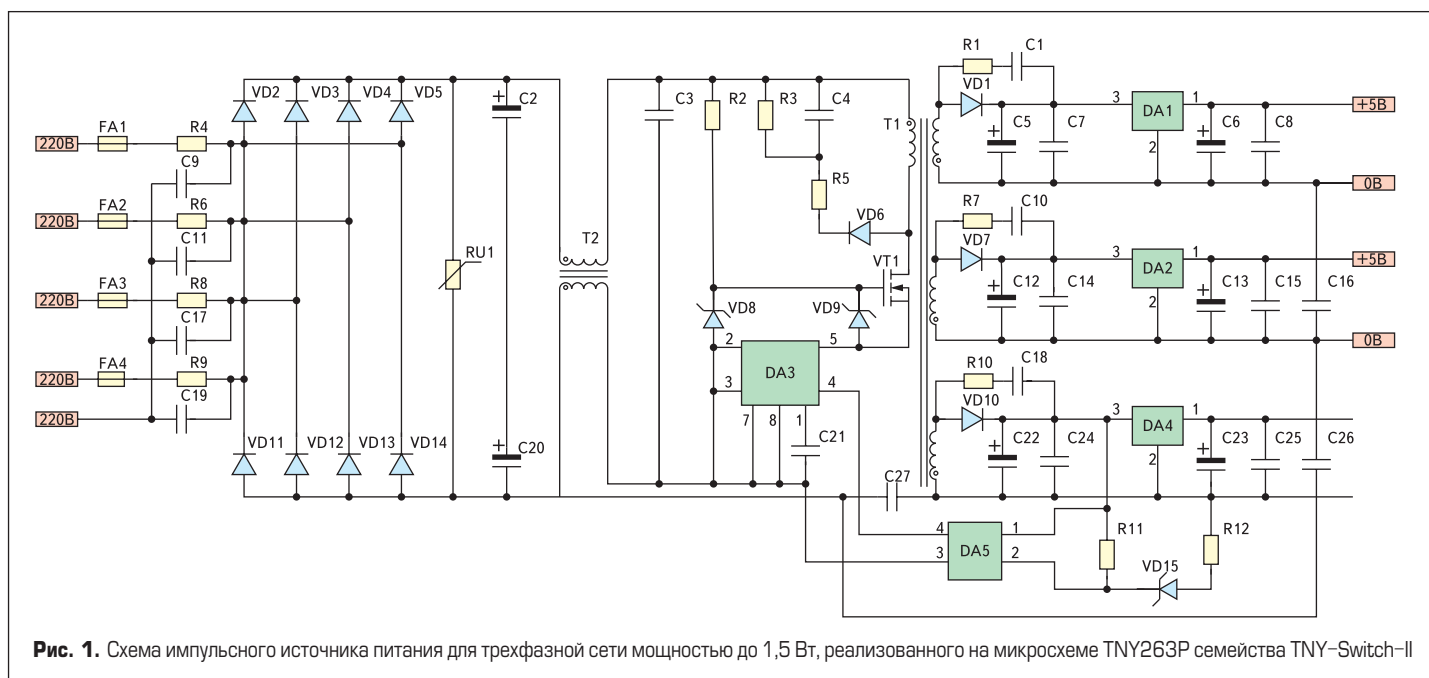 R1 C1
VD1
VD2 VD3 VD4 VD5
C2 C3 R2 R3 C4
T1
3 DA1 1
2
C5 C7 C6 C8
+5В
220В FA1 R4
C9
0В
R5
220В FA2 R6
C11
T2
RU1
VD6
VT1
R7 C10
VD7
3 DA2 1
2
C12 C14 C13 C15 C16
+5В
220В FA3 R8
C17
VD8 VD9
0В
2 5
DA3
3 4
7 8 1
C21
220В FA4 R9
C19
220В
R10 C18
VD10
3 DA4 1
2
C22 C24 C23 C25 C26
VD11 VD12 VD13 VD14
C20
C27
4 DA5 1
3 2
R11 R12
VD15
Рис. 1. Схема импульсного источника питания для трехфазной сети мощностью до 1,5 Вт, реализованного на микросхеме TNY263P семейства TNY–Switch–II